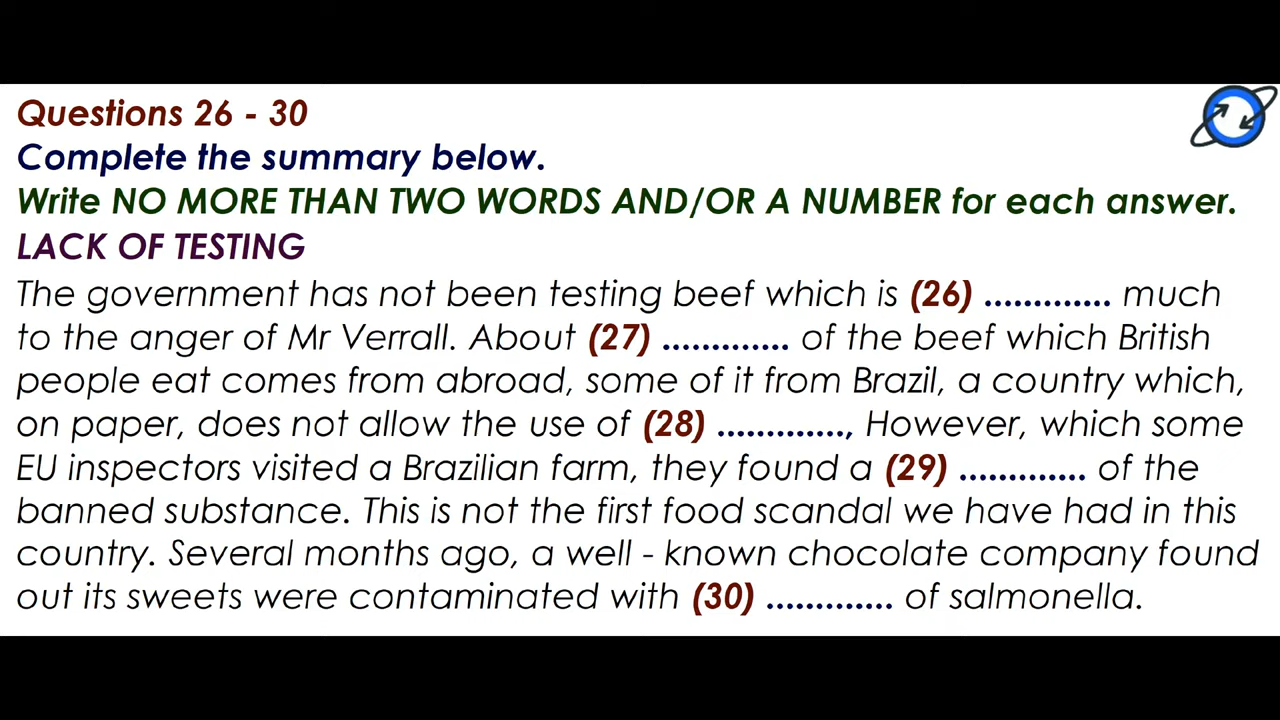 Questions 26 - 30
Complete the summary below.
Write NO MORE THAN TWO WORDS AND/OR A NUMBER for each answer.
LACK OF TESTING
The government has not been testing beef which is (26) ............. much
to the anger of Mr Verrall. About (27) ............. of the beef which British
people eat comes from abroad, some of it from Brazil, a country which,
on paper, does not allow the use of (28) ............., However, which some
EU inspectors visited a Brazilian farm, they found a (29) ............. of the
banned substance. This is not the first food scandal we have had in this
country. Several months ago, a well - known chocolate company found
out its sweets were contaminated with (30) ............. of salmonella.